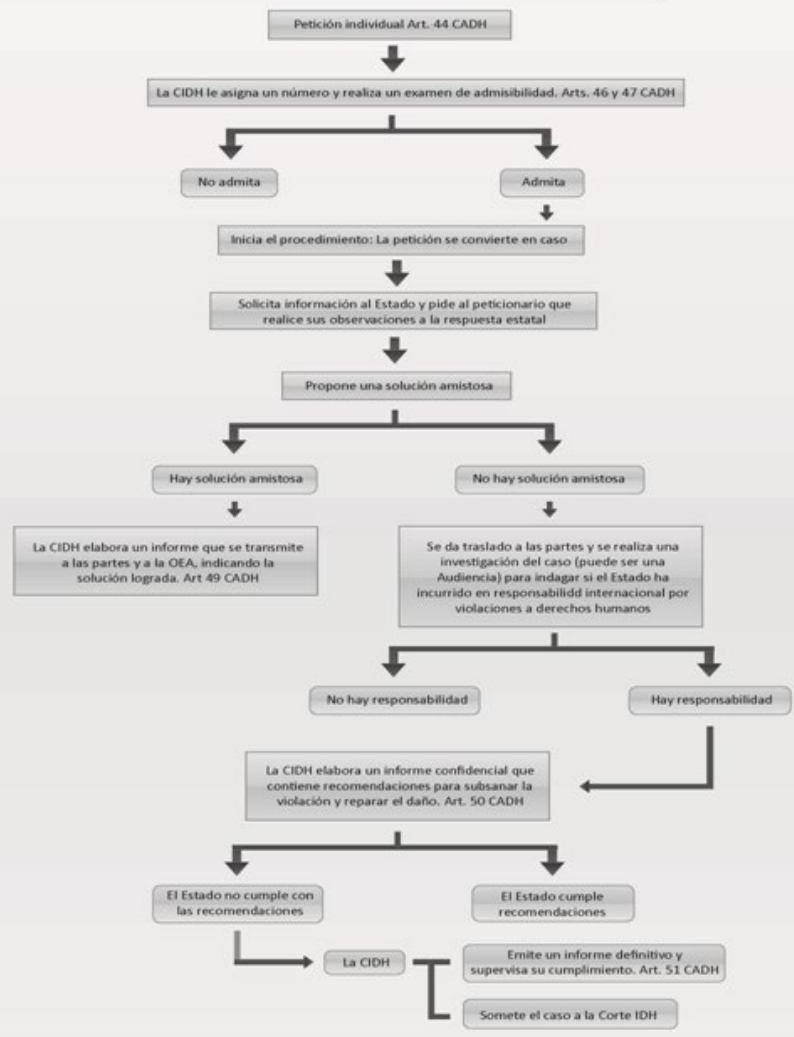 Petición individual Art. 44 CADH
La CIDH le asigna un número y realiza un examen de admisibilidad. Arts. 46 y 47 CADH
No admita
Admita
Inicia el procedimiento: La petición se convierte en caso
Solicita información al Estado y pide al peticionario que
realice sus observaciones a la respuesta estatal
Propone una solución amistosa
Hay solución amistosa
No hay solución amistosa
La CIDH elabora un informe que se transmite
a las partes y a la OEA, indicando la
solución lograda. Art 49 CADH
Se da traslado a las partes y se realiza una
investigación del caso (puede ser una
Audiencia) para indagar si el Estado ha
incurrido en responsabilidd internacional por
violaciones a derechos humanos
No hay responsabilidad
Hay responsabilidad
La CIDH elabora un informe confidencial que
contiene recomendaciones para subsanar la
violación y reparar el daño. Art. 50 CADH
El Estado no cumple con
las recomendaciones
El Estado cumple
recomendaciones
La CIDH
Emite un informe definitivo y
supervisa su cumplimiento. Art. 51 CADH
Somete el caso a la Corte IDH